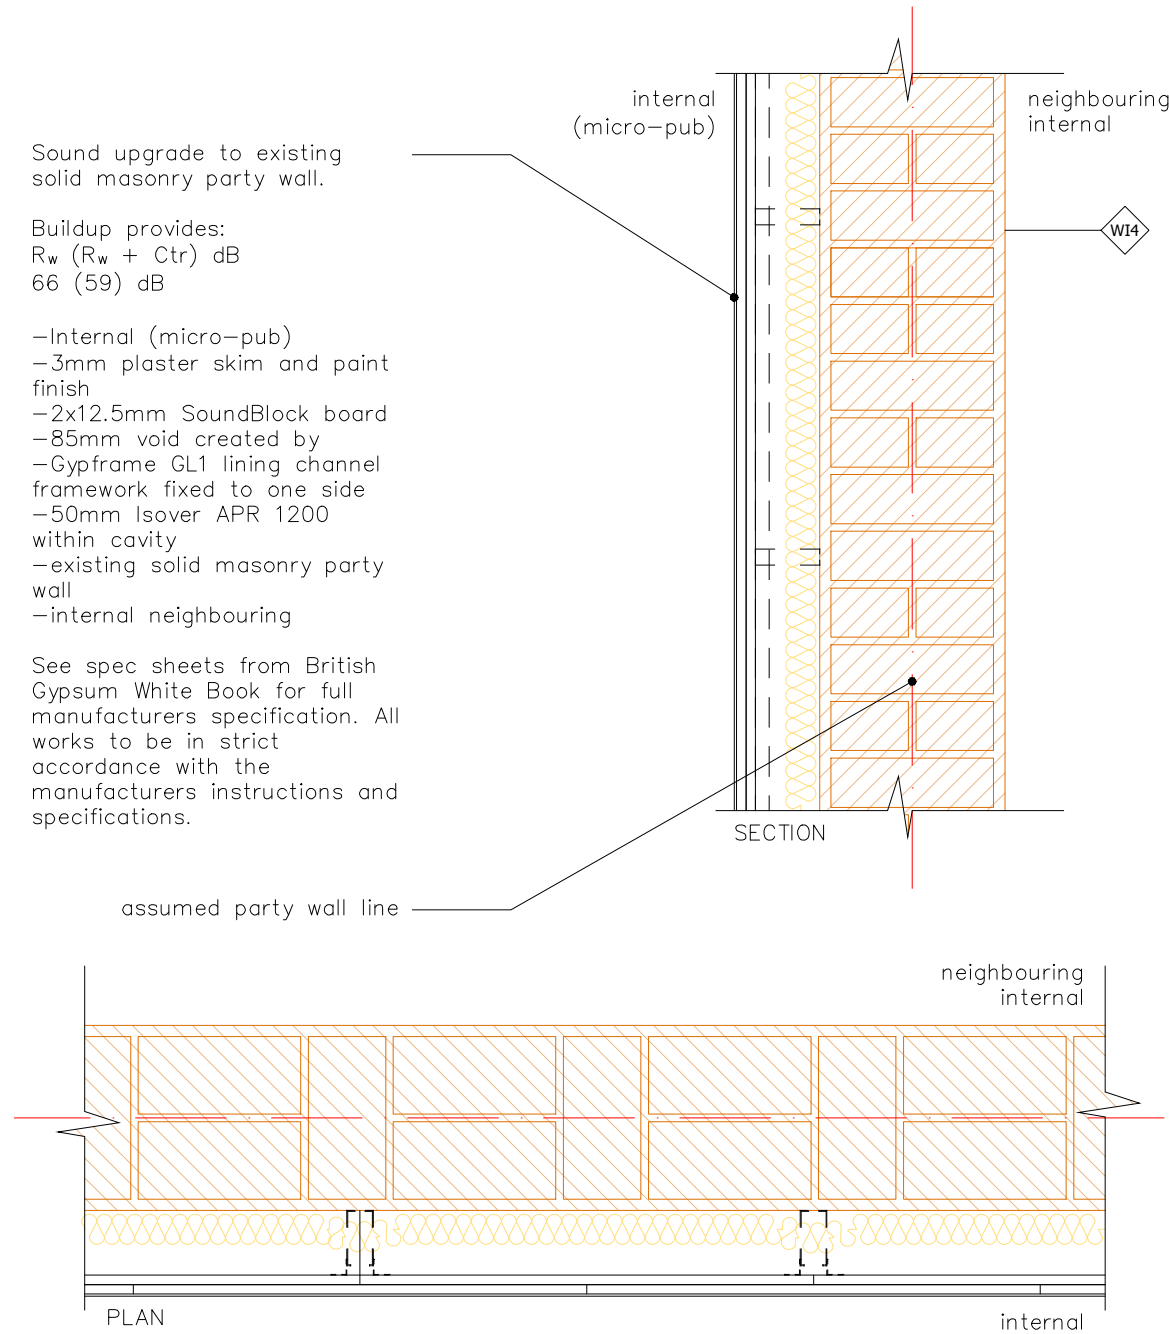 internal
(micro-pub)
neighbouring
internal
Sound upgrade to existing
solid masonry party wall.
Buildup provides:
Rw (Rw + Ctr) dB
66 (59) dB
WI4
-Internal (micro-pub)
-3mm plaster skim and paint
finish
-2x12.5mm SoundBlock board
-85mm void created by
-Gypframe GL1 lining channel
framework fixed to one side
-50mm Isover APR 1200
within cavity
-existing solid masonry party
wall
-internal neighbouring
See spec sheets from British
Gypsum White Book for full
manufacturers specification. All
works to be in strict
accordance with the
manufacturers instructions and
specifications.
SECTION
assumed party wall line
neighbouring
internal
PLAN
internal